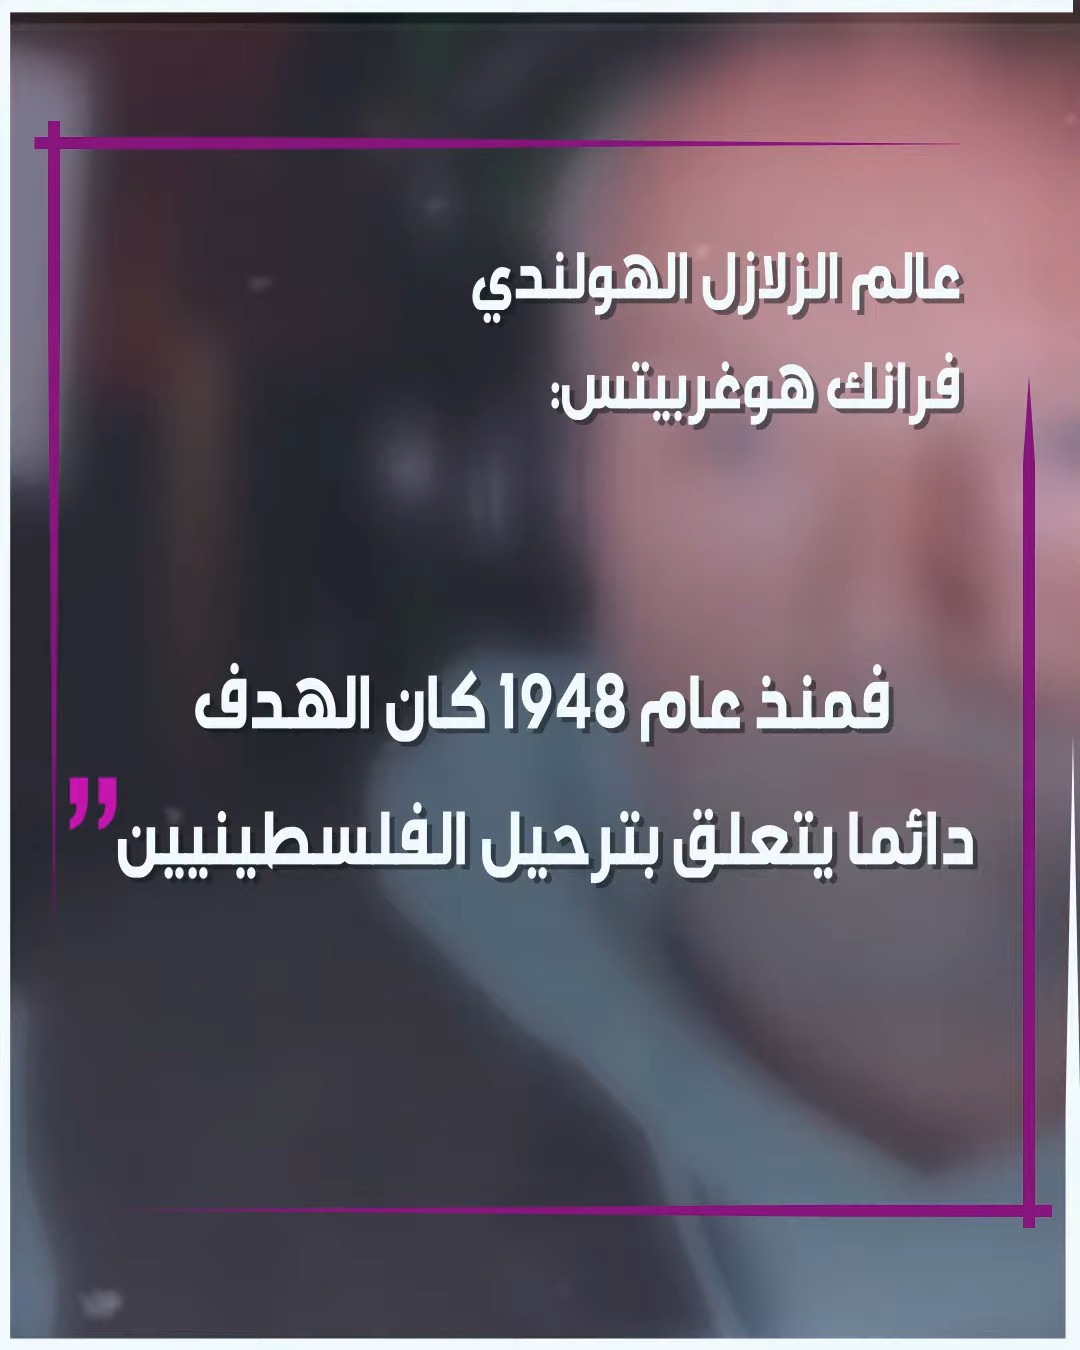 عالم الزلازل الهولندي
فرانك هوغربيتس:
فمنذ عام 1948 كان الهدف
دائما يتعلق بترحيل الفلسطينيين”